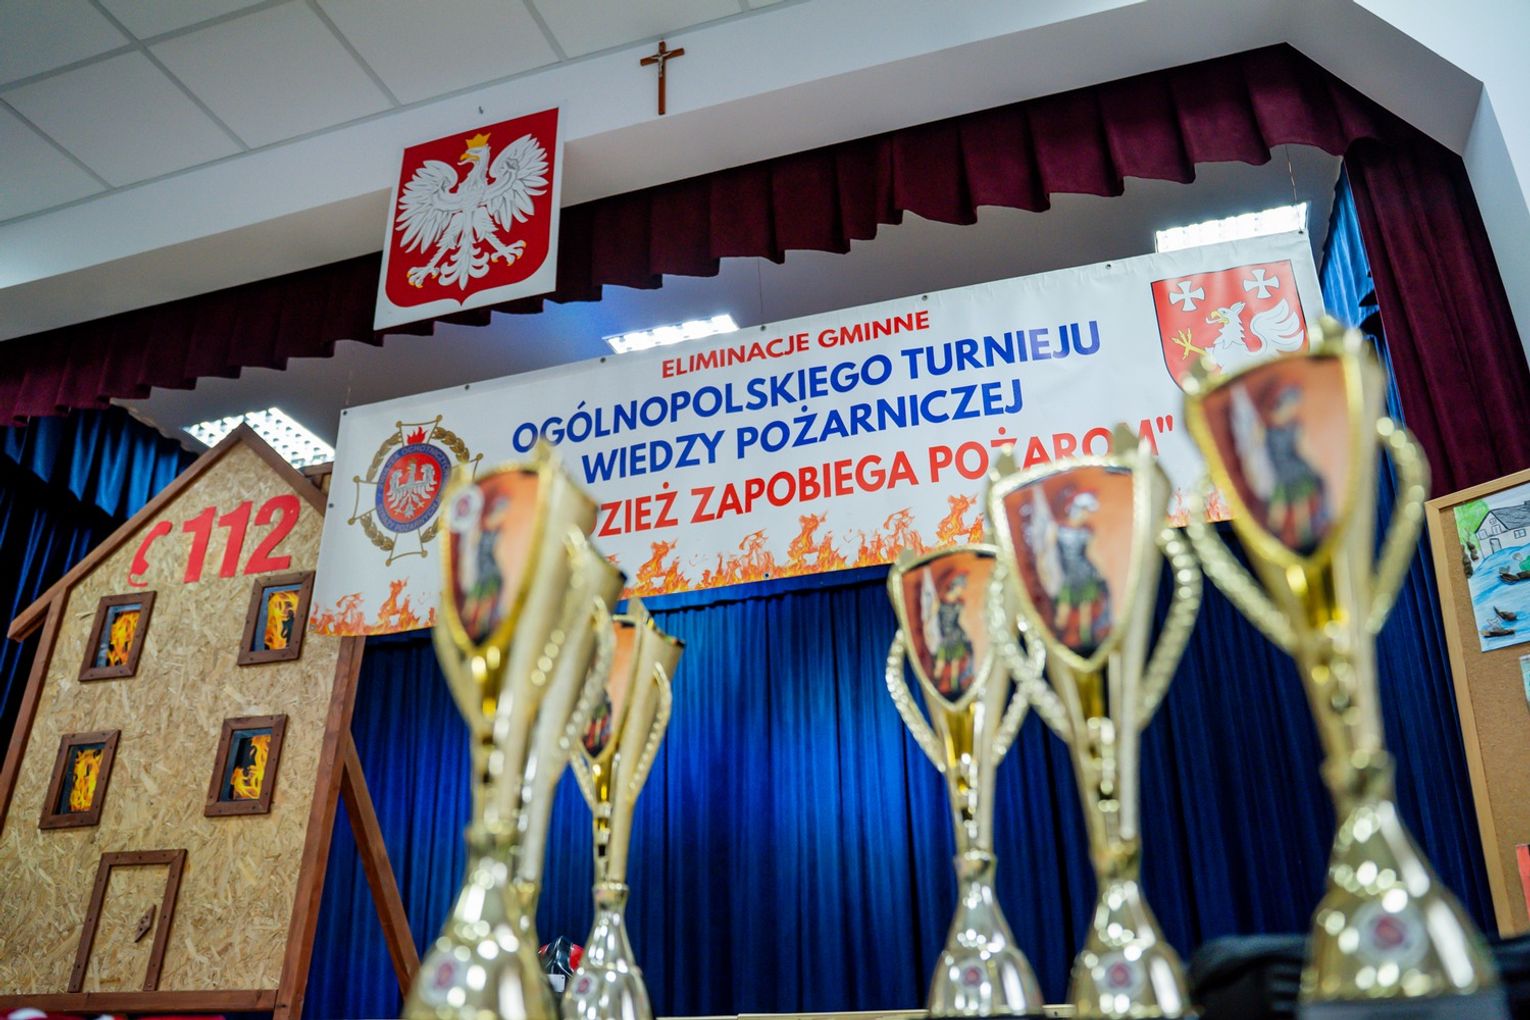 ELIMINACJE GMINNE
OGÓLNOPOLSKIEGO TURNIEJU
WIEDZY POŻARNICZEJ
ZAPOBIEGA
112